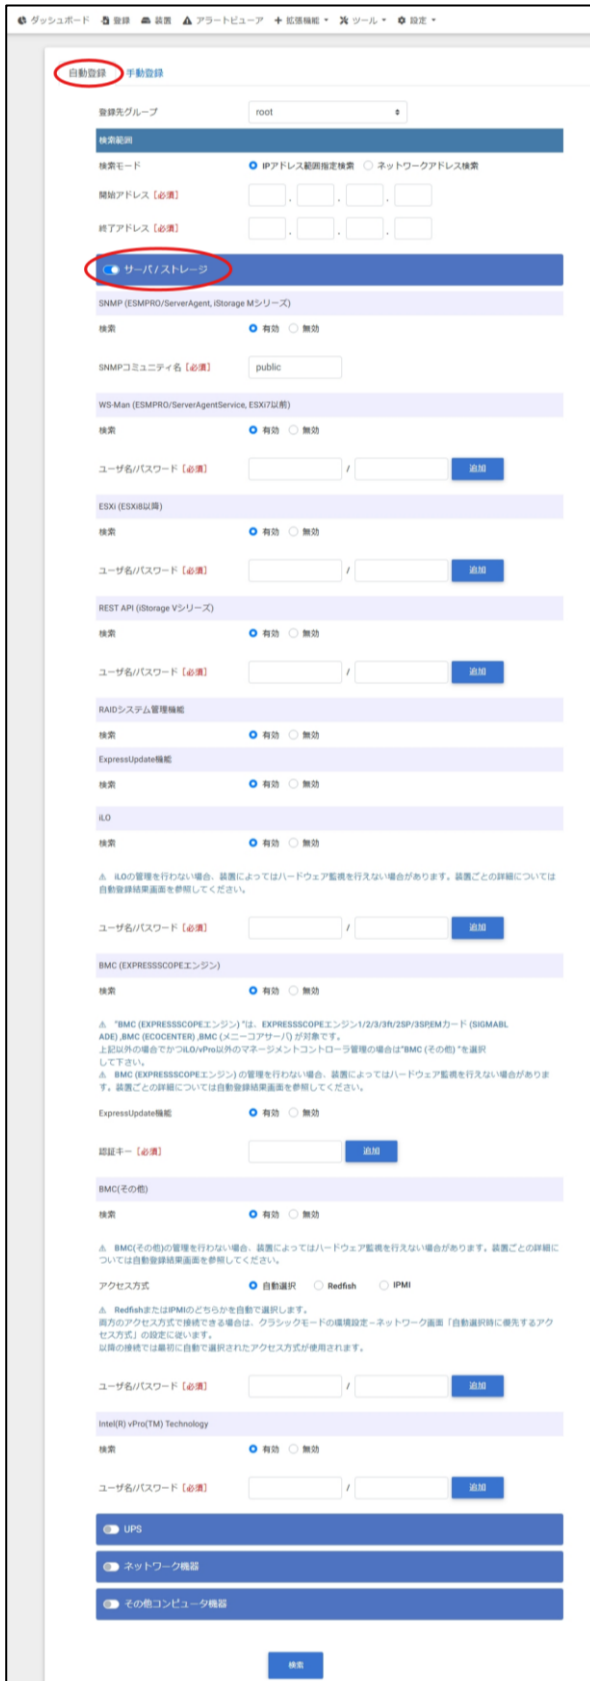 ダッシュボード 登録 装置 アラートビューア 拡張機能 ツール 設定
自動登録 手動登録
登録先グループ root
検索範囲
検索モード IPアドレス範囲指定検索 ネットワークアドレス検索
開始アドレス [必須] . . .
終了アドレス [必須] . . .
サーバ / ストレージ
SNMP (ESMPRO/ServerAgent, iStorage Mシリーズ)
検索 有効 無効
SNMPコミュニティ名 [必須] public
WS-Man (ESMPRO/ServerAgentService, ESXi7以前)
検索 有効 無効
ユーザ名/パスワード [必須] / 追加
ESXi (ESXi8以降)
検索 有効 無効
ユーザ名/パスワード [必須] / 追加
REST API (iStorage Vシリーズ)
検索 有効 無効
ユーザ名/パスワード [必須] / 追加
RAIDシステム管理機能
検索 有効 無効
ExpressUpdate機能
検索 有効 無効
iLO
検索 有効 無効
iLOの管理を行わない場合、装置によってはハードウェア監視を行えない場合があります。装置ごとの詳細については
自動登録結果画面を参照してください。
ユーザ名/パスワード [必須] / 追加
BMC (EXPRESSSCOPEエンジン)
検索 有効 無効
"BMC (EXPRESSSCOPEエンジン) "は、EXPRESSSCOPEエンジン1/2/3/3ft/2SP/3SP,EMカード (SIGMABL
ADE) ,BMC (ECOCENTER) ,BMC (メニーコアサーバ) が対象です。
上記以外の場合でかつiLO/vPro以外のマネージメントコントローラ管理の場合は"BMC (その他) "を選択
して下さい。
BMC (EXPRESSSCOPEエンジン) の管理を行わない場合、装置によってはハードウェア監視を行えない場合がありま
す。装置ごとの詳細については自動登録結果画面を参照してください。
ExpressUpdate機能 有効 無効
認証キー [必須] 追加
BMC(その他)
検索 有効 無効
BMC(その他)の管理を行わない場合、装置によってはハードウェア監視を行えない場合があります。装置ごとの詳細に
ついては自動登録結果画面を参照してください。
アクセス方式 自動選択 Redfish IPMI
RedfishまたはIPMIのどちらかを自動で選択します。
両方のアクセス方式で接続できる場合は、クラシックモードの環境設定 – ネットワーク画面「自動選択時に優先するアク
セス方式」の設定に従います。
以降の接続では最初に自動で選択されたアクセス方式が使用されます。
ユーザ名/パスワード [必須] / 追加
Intel(R) vPro(TM) Technology
検索 有効 無効
ユーザ名/パスワード [必須] / 追加
UPS
ネットワーク機器
その他コンピュータ機器
検索